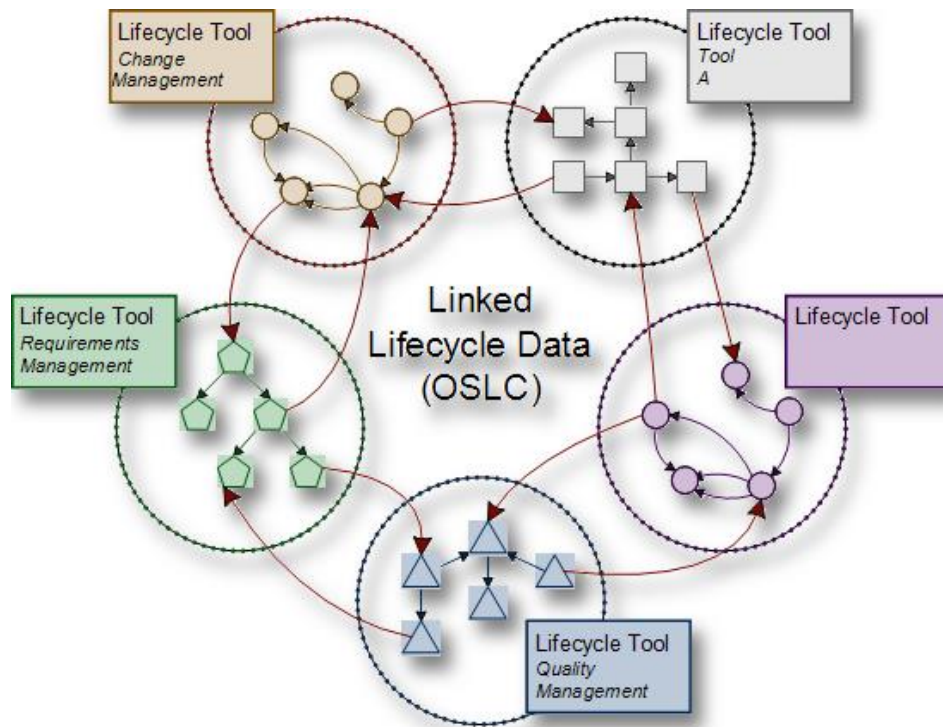 Lifecycle Tool
Change
Management
Lifecycle Tool
Tool
A
Linked
Lifecycle Data
(OSLC)
Lifecycle Tool
Requirements
Management
Lifecycle Tool
Lifecycle Tool
Quality
Management